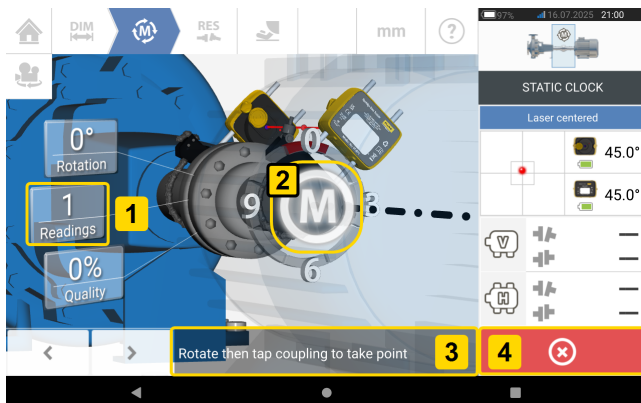 DIM
M
RES
mm
?
97%
16.07.2025 21:00
STATIC CLOCK
Laser centered
45.0°
45.0°
V
H
0°
Rotation
1
Readings
1
0%
Quality
2
M
0
9
3
6
<
>
Rotate then tap coupling to take point
3
4